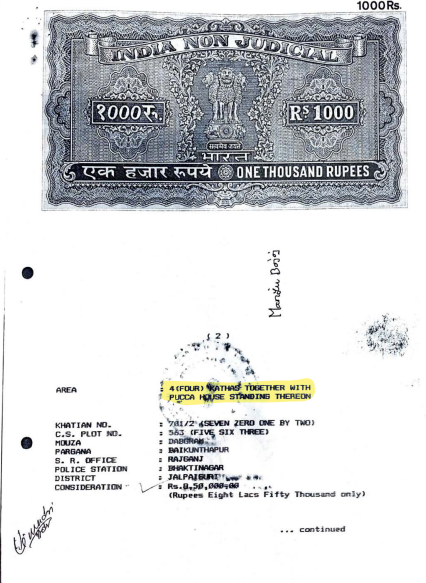 1000Rs.
INDIA NON JUDICIAL
१०००रु. Rs 1000
सत्यमेव जयते
भारत
एक हजार रूपये ONE THOUSAND RUPEES
( 2 )
AREA : 4(FOUR) KATHAS TOGETHER WITH
PUCCA HOUSE STANDING THEREON
KHATIAN NO. : 701/2 (SEVEN ZERO ONE BY TWO)
C.S. PLOT NO. : 563 (FIVE SIX THREE)
MOUZA : DABGRAM
PARGANA : BAIKUNTHAPUR
S. R. OFFICE : RAJGANJ
POLICE STATION : BHAKTINAGAR
DISTRICT : JALPAIGURI
CONSIDERATION : Rs.8,50,000.00
(Rupees Eight Lacs Fifty Thousand only)
... continued